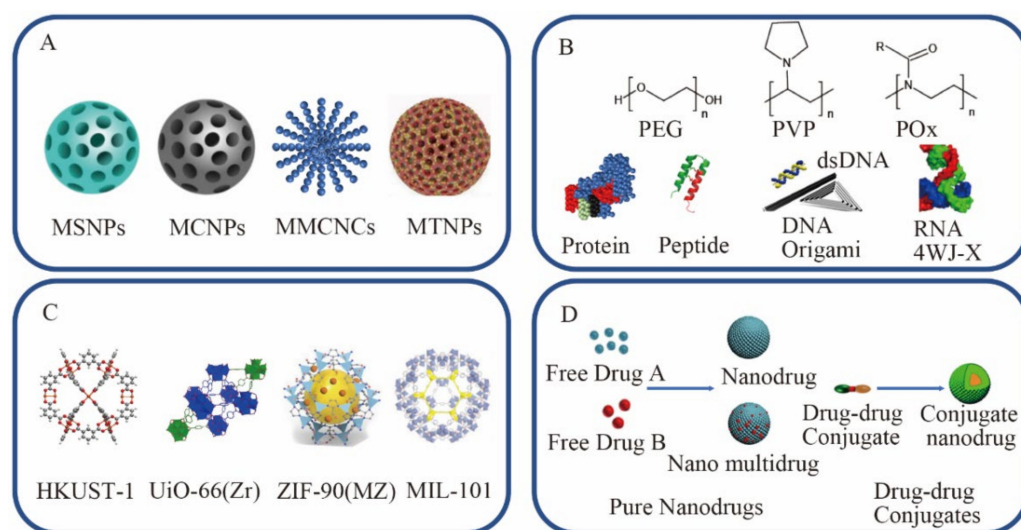 A
MSNPs
MCNPs
MMCNCs
MTNPs
B
H
O
OH
n
PEG
N
n
PVP
R
O
N
n
POx
Protein
Peptide
dsDNA
DNA
Origami
RNA
4WJ-X
C
HKUST-1
UiO-66(Zr)
ZIF-90(MZ)
MIL-101
D
Free Drug A
Free Drug B
Nanodrug
Nano multidrug
Pure Nanodrugs
Drug-drug
Conjugate
Conjugate
nanodrug
Drug-drug
Conjugates